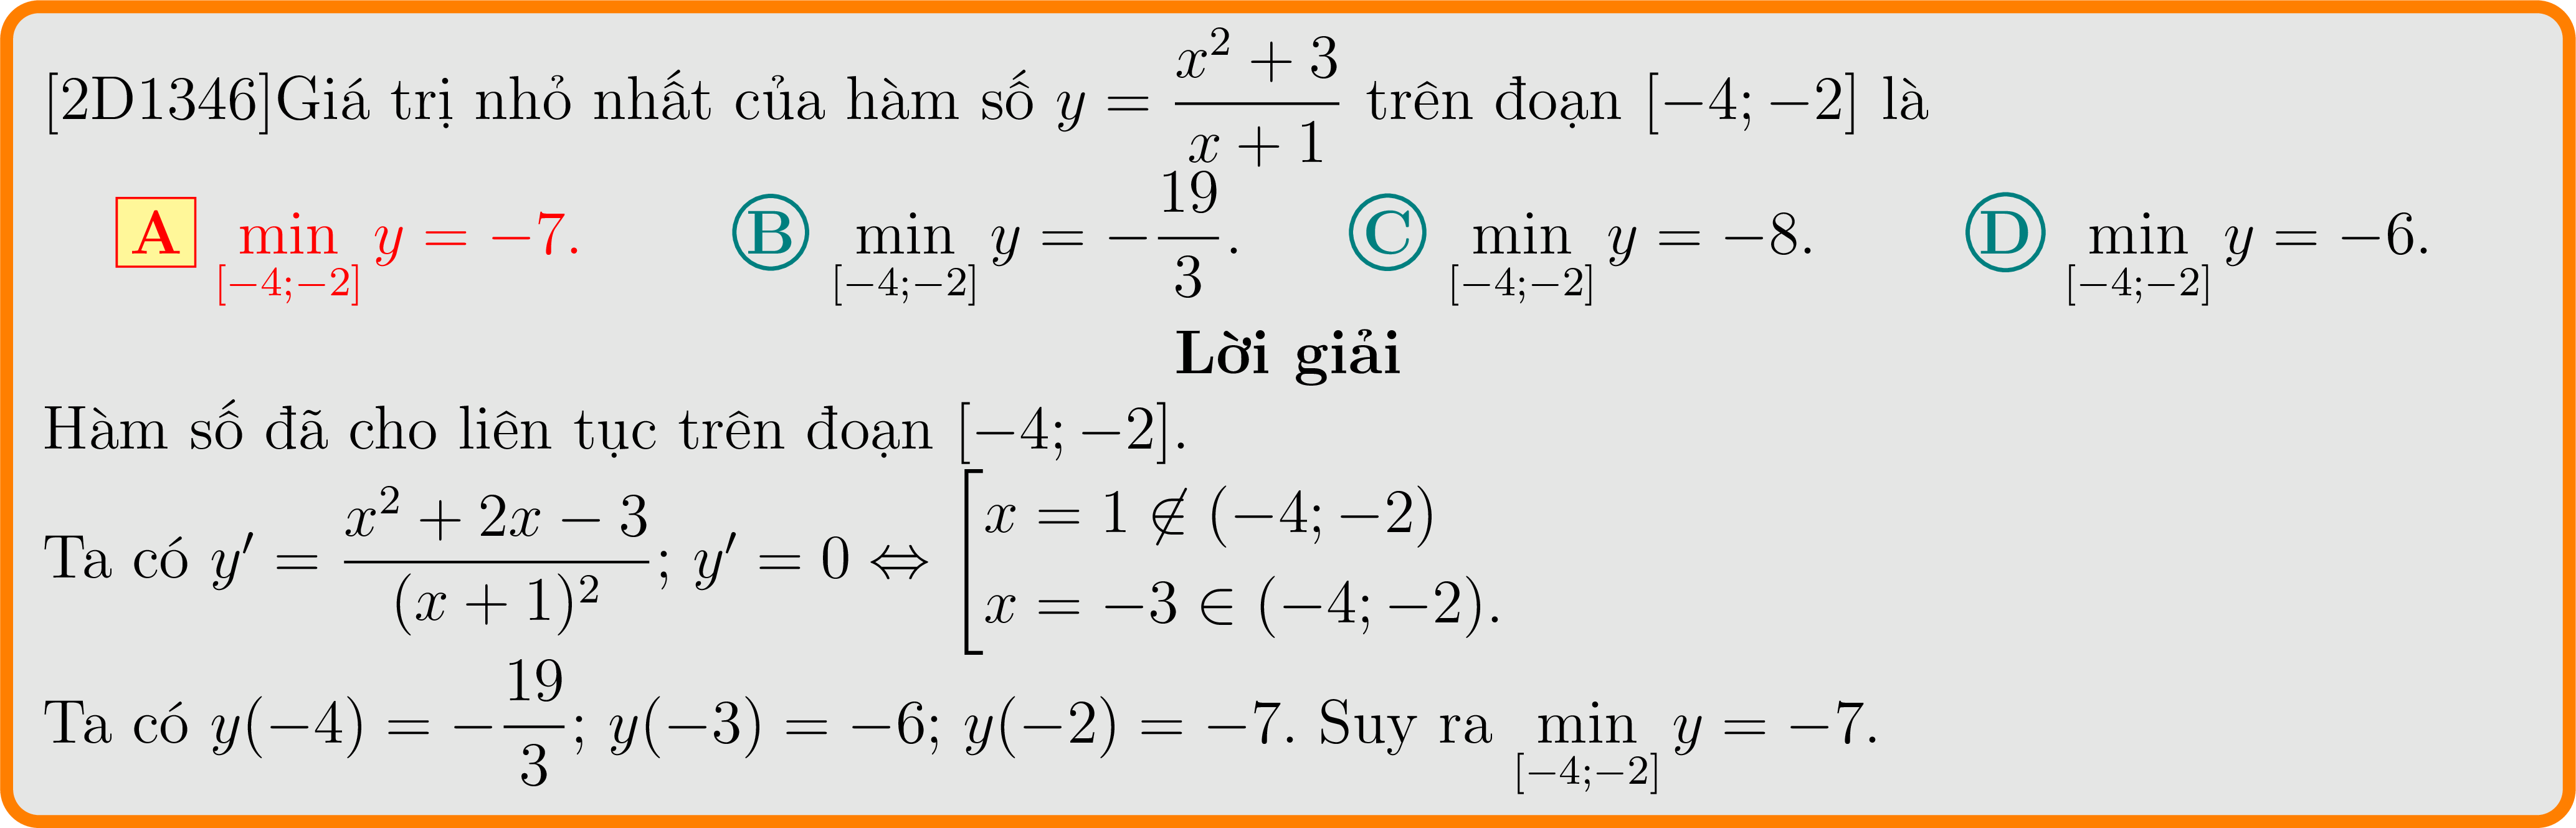 [2D1346]Giá trị nhỏ nhất của hàm số $y = \dfrac{x^2+3}{x+1}$ trên đoạn $[-4;-2]$ là
A $\min\limits_{[-4;-2]} y = -7.$ B $\min\limits_{[-4;-2]} y = -\dfrac{19}{3}.$ C $\min\limits_{[-4;-2]} y = -8.$ D $\min\limits_{[-4;-2]} y = -6.$
Lời giải
Hàm số đã cho liên tục trên đoạn $[-4;-2]$.
Ta có $y' = \dfrac{x^2+2x-3}{(x+1)^2}$; $y' = 0 \Leftrightarrow \left[\begin{array}{l} x = 1 \notin (-4;-2) \\ x = -3 \in (-4;-2). \end{array}\right.$
Ta có $y(-4) = -\dfrac{19}{3}$; $y(-3) = -6$; $y(-2) = -7$. Suy ra $\min\limits_{[-4;-2]} y = -7.$